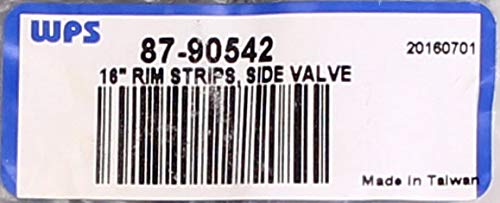 WPS
87-90542
20160701
16" RIM STRIPS, SIDE VALVE
Made in Taiwan